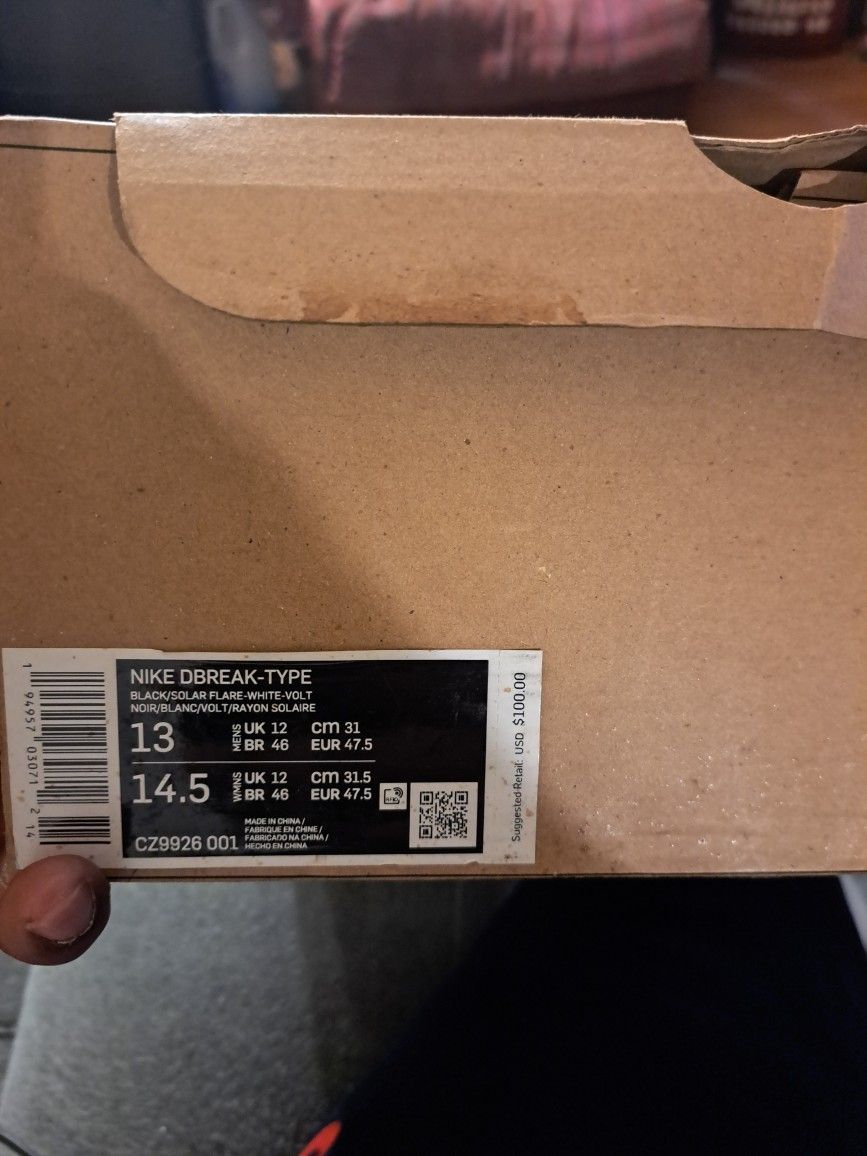 NIKE DBREAK-TYPE
BLACK/SOLAR FLARE-WHITE-VOLT
NOIR/BLANC/VOLT/RAYON SOLAIRE
13 MENS UK 12 cm 31
BR 46 EUR 47.5
14.5 WMNS UK 12 cm 31.5
BR 46 EUR 47.5
CZ9926 001
MADE IN CHINA /
FABRIQUE EN CHINE /
FABRICADO NA CHINA /
HECHO EN CHINA
1 94957 03071 2 14
Suggested Retail: USD $100.00